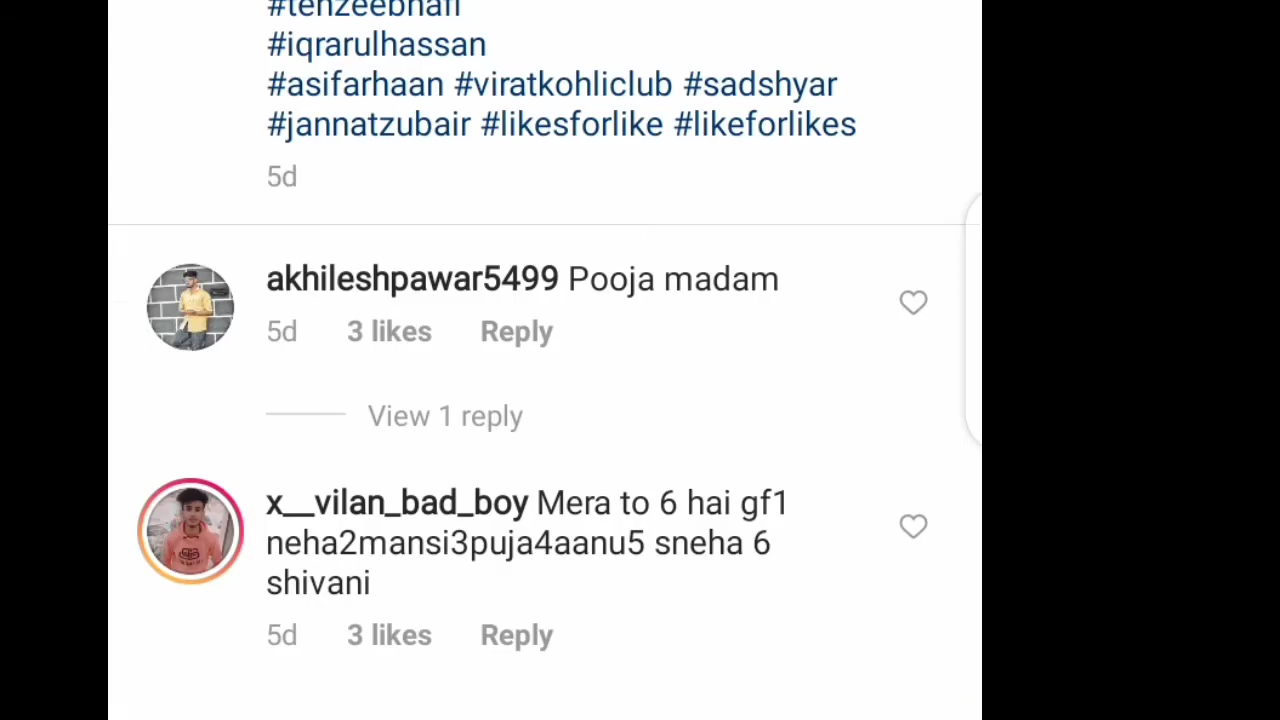 #tehzeebhafi
#iqrarulhassan
#asifarhaan #viratkohliclub #sadshyar
#jannatzubair #likesforlike #likeforlikes
5d
akhileshpawar5499 Pooja madam
5d 3 likes Reply
View 1 reply
x__vilan_bad_boy Mera to 6 hai gf1
neha2mansi3puja4aanu5 sneha 6
shivani
5d 3 likes Reply